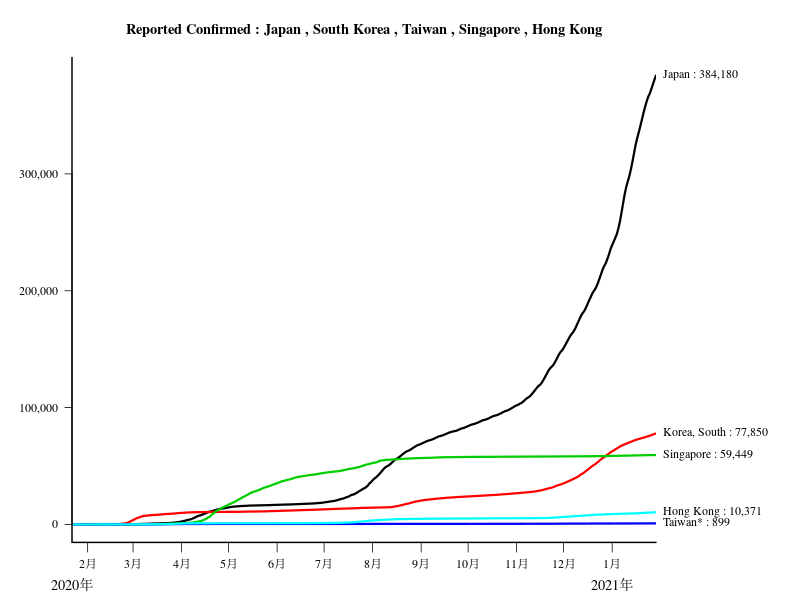 Reported Confirmed : Japan , South Korea , Taiwan , Singapore , Hong Kong
Japan : 384,180
300,000
200,000
100,000
Korea, South : 77,850
Singapore : 59,449
Hong Kong : 10,371
Taiwan* : 899
0
2月 3月 4月 5月 6月 7月 8月 9月 10月 11月 12月 1月
2020年 2021年